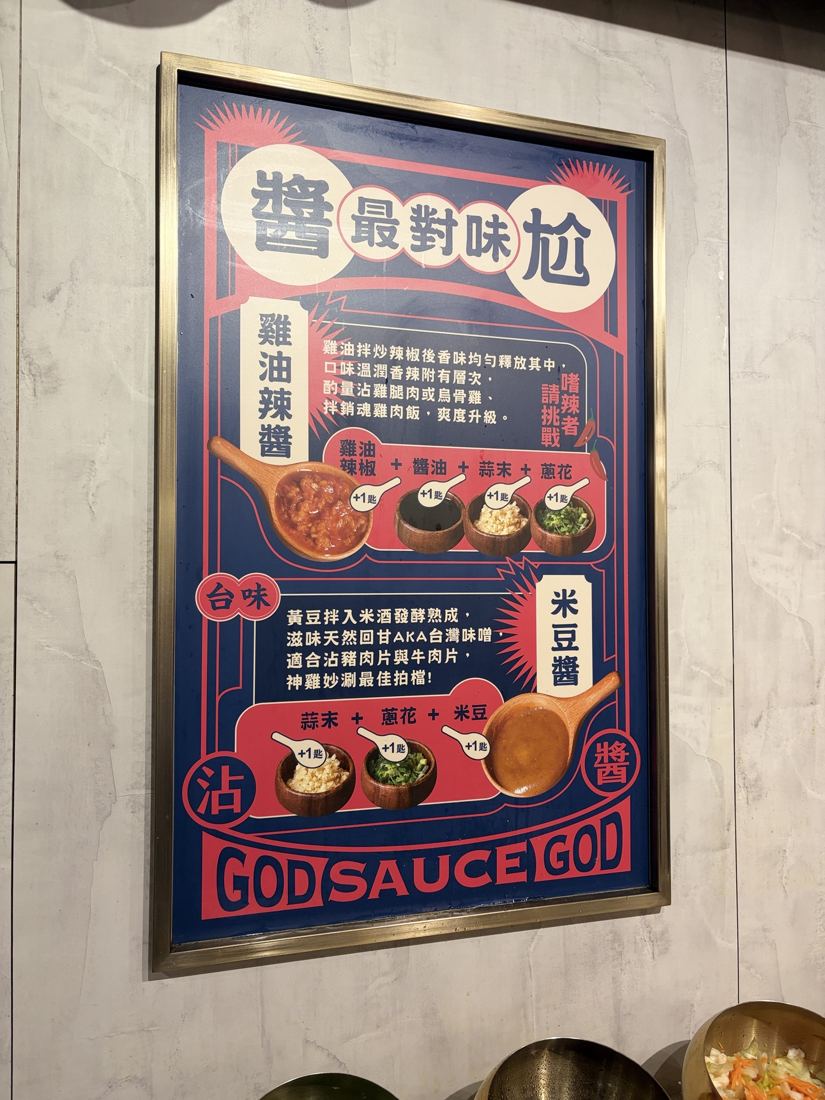 醬最對味尬
雞油辣醬
雞油拌炒辣椒後香味均勻釋放其中，
口味溫潤香辣附有層次，
酌量沾雞腿肉或烏骨雞、
拌銷魂雞肉飯，爽度升級。
嗜辣者
請挑戰
雞油
辣椒 + 醬油 + 蒜末 + 蔥花
+1匙 +1匙 +1匙 +1匙
台味
黃豆拌入米酒發酵熟成，
滋味天然回甘AKA台灣味噌，
適合沾豬肉片與牛肉片，
神雞妙涮最佳拍檔!
米豆醬
蒜末 + 蔥花 + 米豆
+1匙 +1匙 +1匙
沾
醬
GOD SAUCE GOD